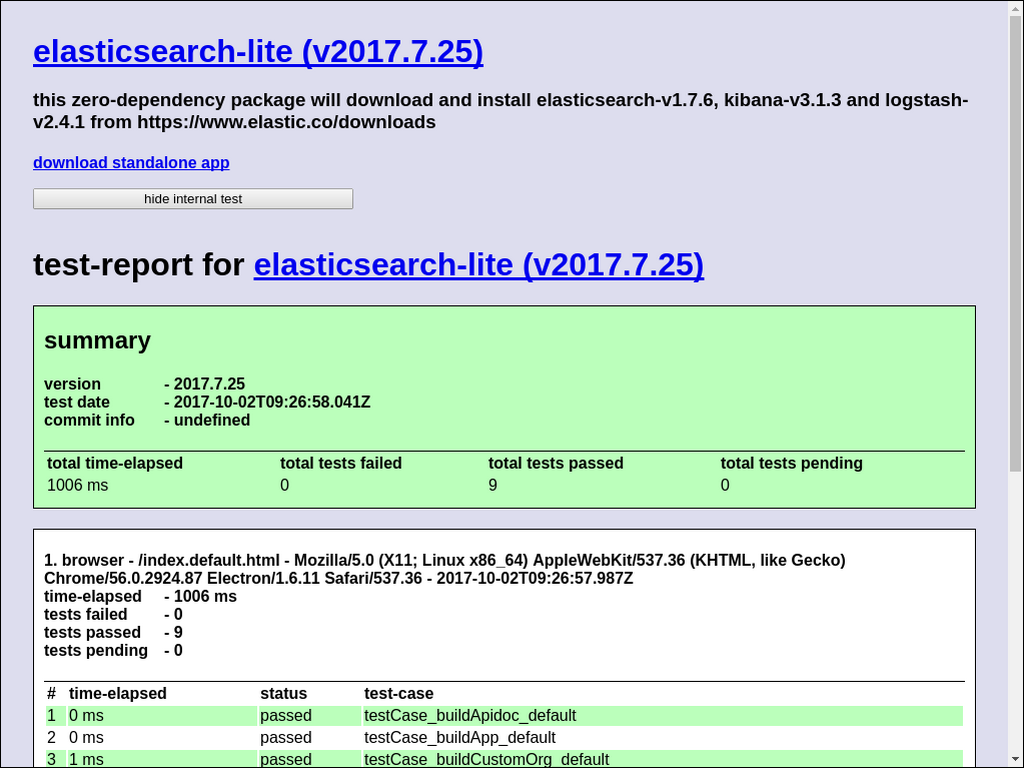 elasticsearch-lite (v2017.7.25)
this zero-dependency package will download and install elasticsearch-v1.7.6, kibana-v3.1.3 and logstash-
v2.4.1 from https://www.elastic.co/downloads
download standalone app
hide internal test
test-report for elasticsearch-lite (v2017.7.25)
summary
version - 2017.7.25
test date - 2017-10-02T09:26:58.041Z
commit info - undefined
total time-elapsed total tests failed total tests passed total tests pending
1006 ms 0 9 0
1. browser - /index.default.html - Mozilla/5.0 (X11; Linux x86_64) AppleWebKit/537.36 (KHTML, like Gecko)
Chrome/56.0.2924.87 Electron/1.6.11 Safari/537.36 - 2017-10-02T09:26:57.987Z
time-elapsed - 1006 ms
tests failed - 0
tests passed - 9
tests pending - 0
# time-elapsed status test-case
1 0 ms passed testCase_buildApidoc_default
2 0 ms passed testCase_buildApp_default
3 1 ms passed testCase_buildCustomOrg_default